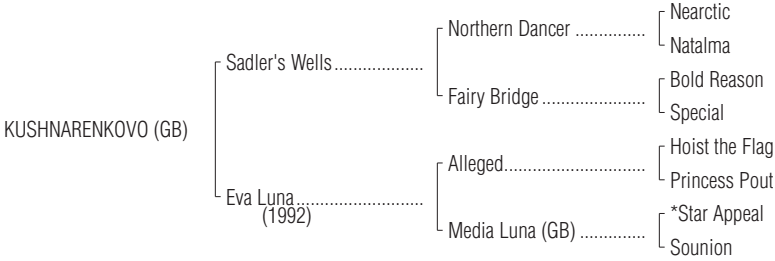 Nearctic
Northern Dancer ...............
Natalma
Sadler's Wells...................
Bold Reason
Fairy Bridge......................
Special
KUSHNARENKOVO (GB)
Hoist the Flag
Alleged..............................
Princess Pout
Eva Luna...........................
(1992)
*Star Appeal
Media Luna (GB) ..............
Sounion